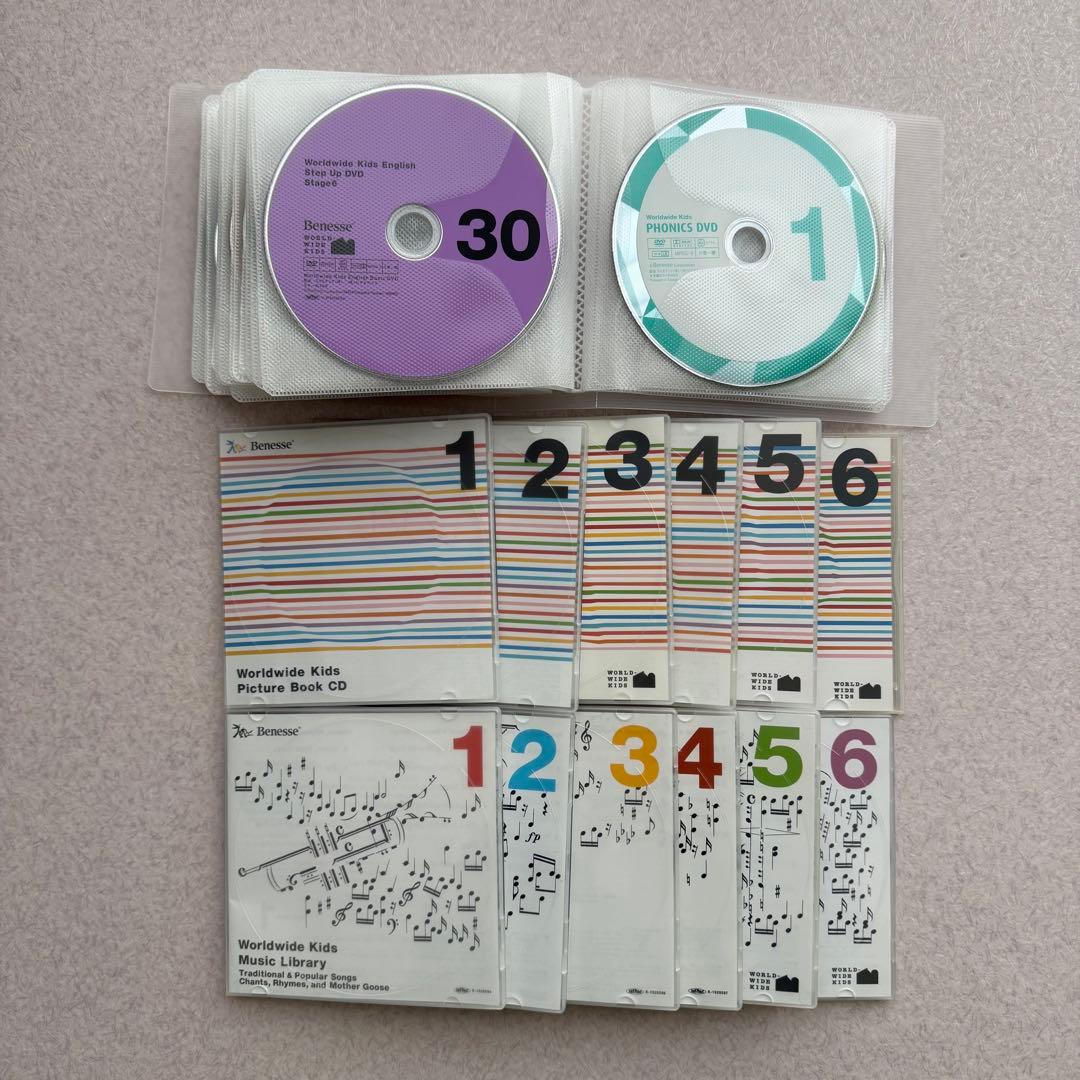 Worldwide Kids English
Step Up DVD
Stage6
Benesse
WORLD-
WIDE
KIDS
30
Worldwide Kids
PHONICS DVD
1
Benesse
1
Worldwide Kids
Picture Book CD
2
3
WORLD-
WIDE
KIDS
4
5
WORLD-
WIDE
KIDS
6
WORLD-
WIDE
KIDS
Benesse
1
Worldwide Kids
Music Library
Traditional & Popular Songs
Chants, Rhymes, and Mother Goose
2
fp
3
4
5
WORLD-
WIDE
KIDS
6
WORLD-
WIDE
KIDS